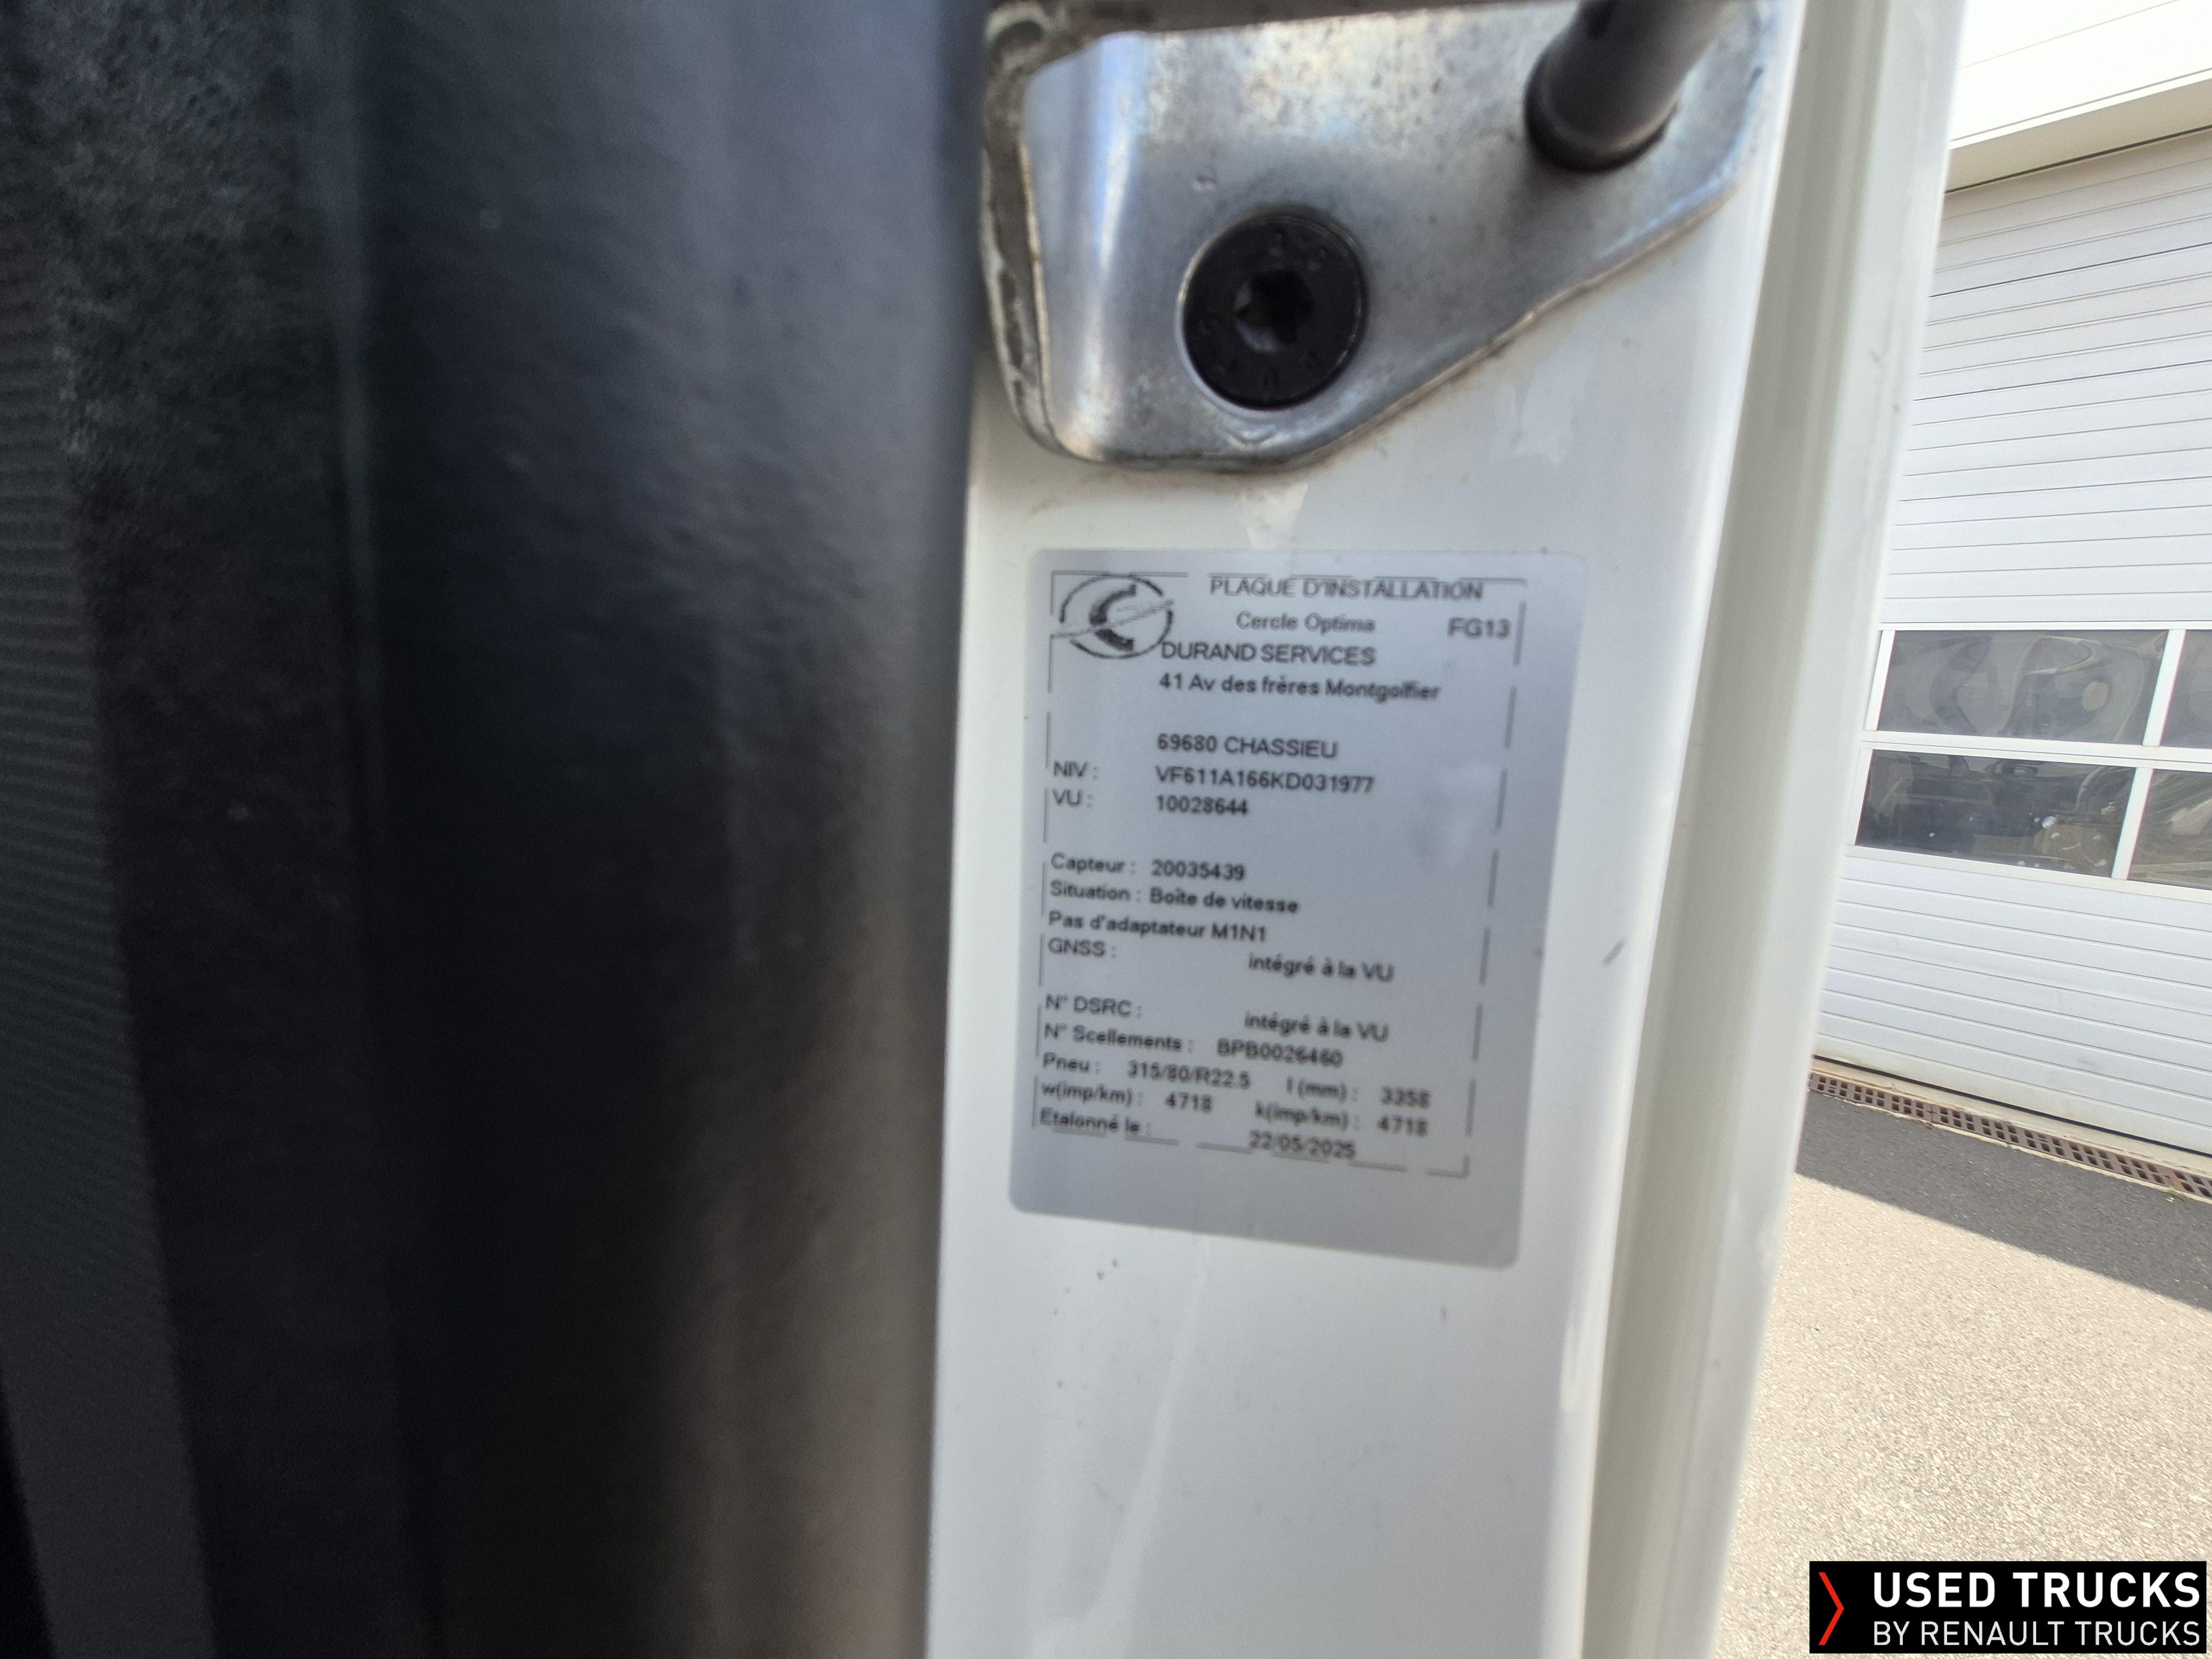 PLAQUE D'INSTALLATION
Cercle Optima FG13
DURAND SERVICES
41 Av des frères Montgolfier
69680 CHASSIEU
NIV : VF611A166KD031977
VU : 10028644
Capteur : 20035439
Situation : Boîte de vitesse
Pas d'adaptateur M1N1
GNSS : intégré à la VU
N° DSRC : intégré à la VU
N° Scellements : BPB0026460
Pneu : 315/80/R22.5 l (mm) : 3358
w(imp/km) : 4718 k(imp/km) : 4718
Etalonné le : 22/05/2025
USED TRUCKS
BY RENAULT TRUCKS